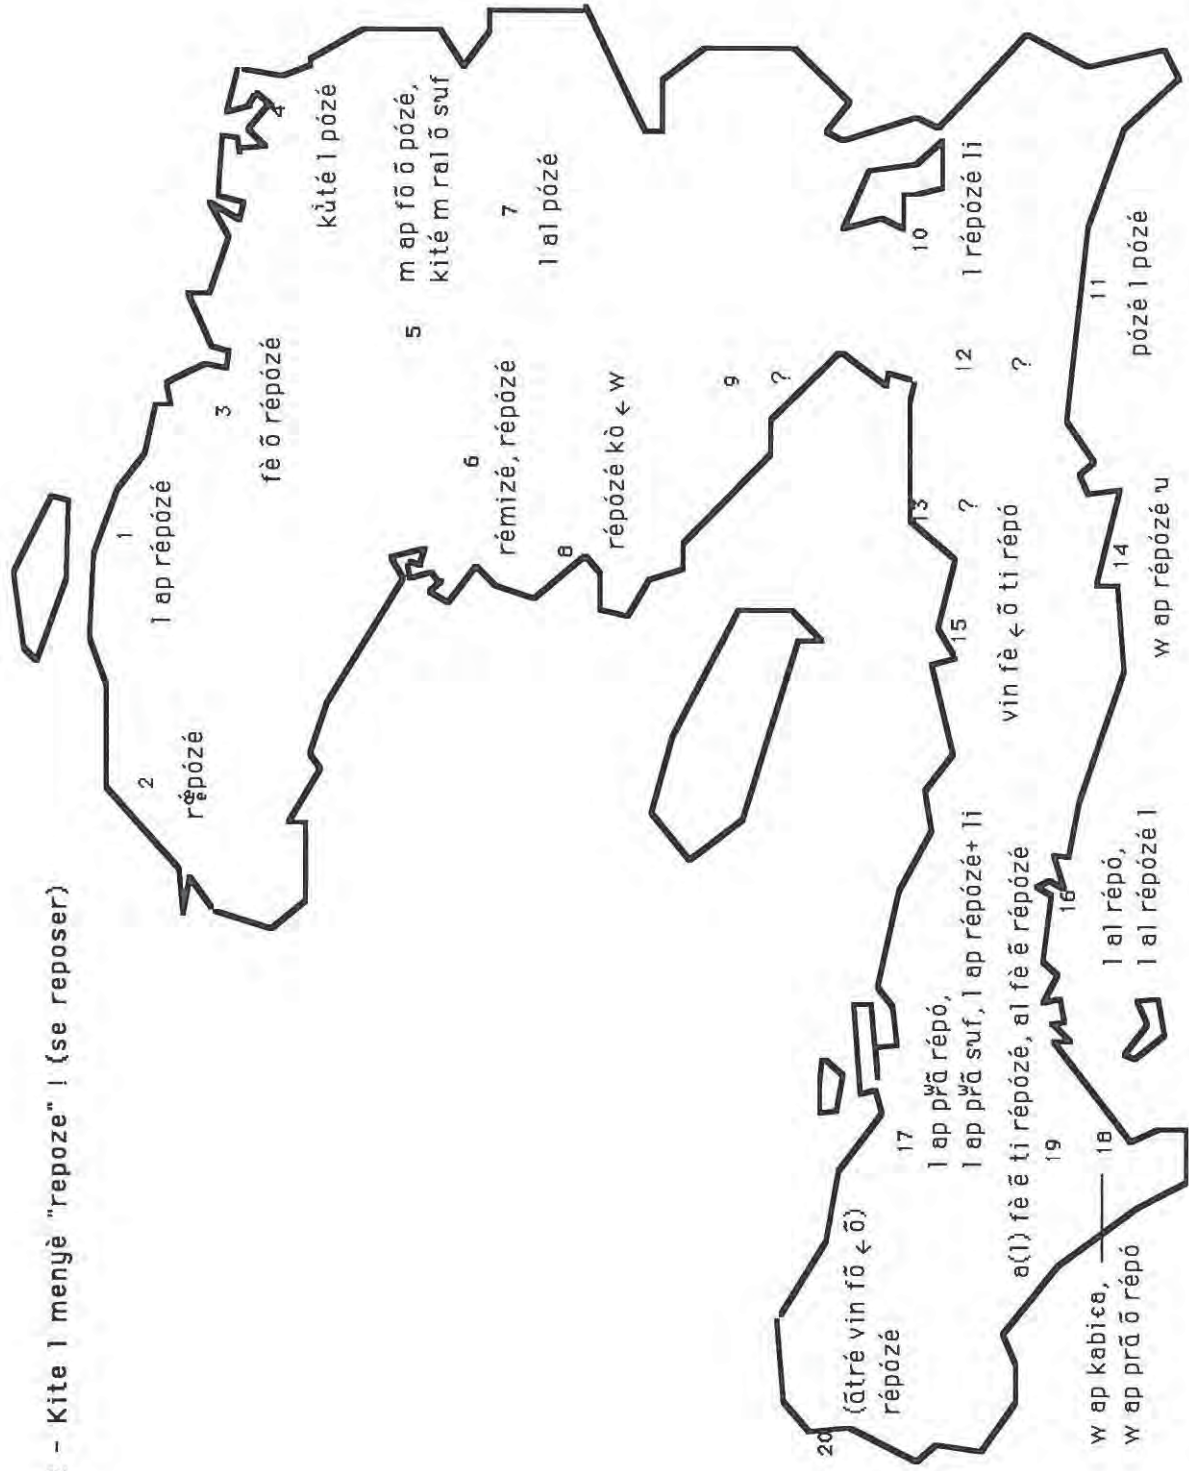 - Kite l menyè "repoze" ! (se reposer)
1
l ap répózé
2
répózé
3
fè õ répózé
4
kùté l pózé
5
m ap fõ õ pózé,
kité m ral õ suf
6
rémizé, répózé
7
l al pózé
8
répózé kò ← w
9
?
10
l répózé li
11
pózé l pózé
12
?
13
?
14
w ap répózé u
15
vin fè ← õ ti répó
16
l al répó,
l al répózé l
17
l ap prã répó,
l ap prã suf, l ap répózé+ li
18
w ap kabiɛa,
w ap prã õ répó
19
a(l) fè ẽ ti répózé, al fè ẽ répózé
20
(ãtré vin fõ ← õ)
répózé